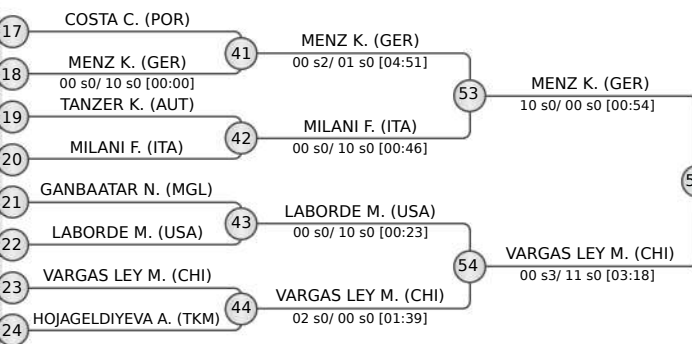 COSTA C. (POR)
17
MENZ K. (GER)
41
00 s2/ 01 s0 [04:51]
MENZ K. (GER)
18
00 s0/ 10 s0 [00:00]
53
MENZ K. (GER)
10 s0/ 00 s0 [00:54]
TANZER K. (AUT)
19
MILANI F. (ITA)
42
00 s0/ 10 s0 [00:46]
MILANI F. (ITA)
20
5
GANBAATAR N. (MGL)
21
LABORDE M. (USA)
43
00 s0/ 10 s0 [00:23]
LABORDE M. (USA)
22
54
VARGAS LEY M. (CHI)
00 s3/ 11 s0 [03:18]
VARGAS LEY M. (CHI)
23
VARGAS LEY M. (CHI)
44
02 s0/ 00 s0 [01:39]
HOJAGELDIYEVA A. (TKM)
24